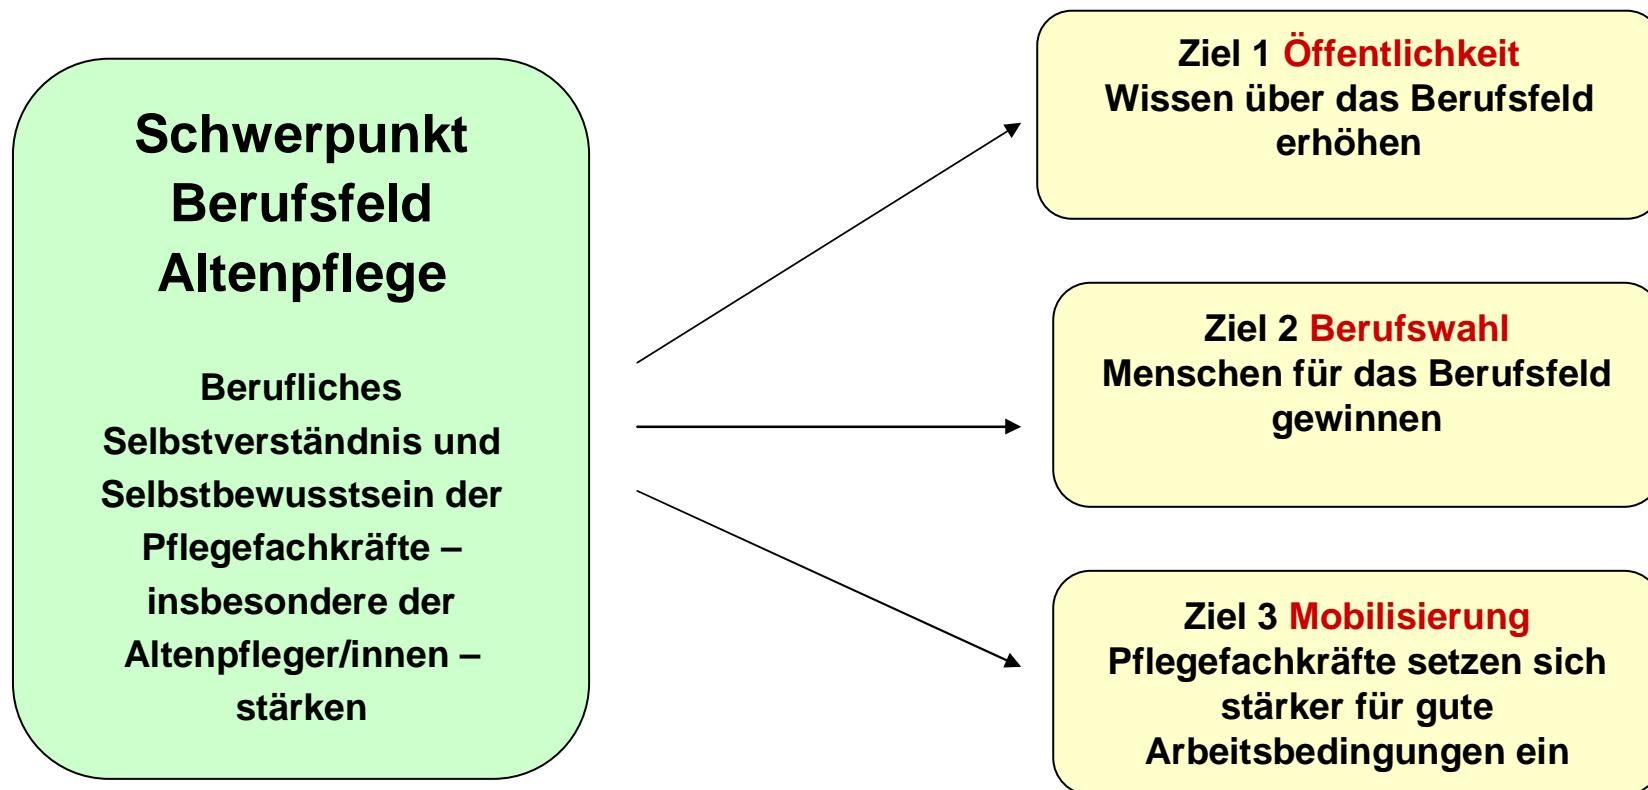 Schwerpunkt
Berufsfeld
Altenpflege
Berufliches
Selbstverständnis und
Selbstbewusstsein der
Pflegefachkräfte –
insbesondere der
Altenpfleger/innen –
stärken
Ziel 1 Öffentlichkeit
Wissen über das Berufsfeld
erhöhen
Ziel 2 Berufswahl
Menschen für das Berufsfeld
gewinnen
Ziel 3 Mobilisierung
Pflegefachkräfte setzen sich
stärker für gute
Arbeitsbedingungen ein